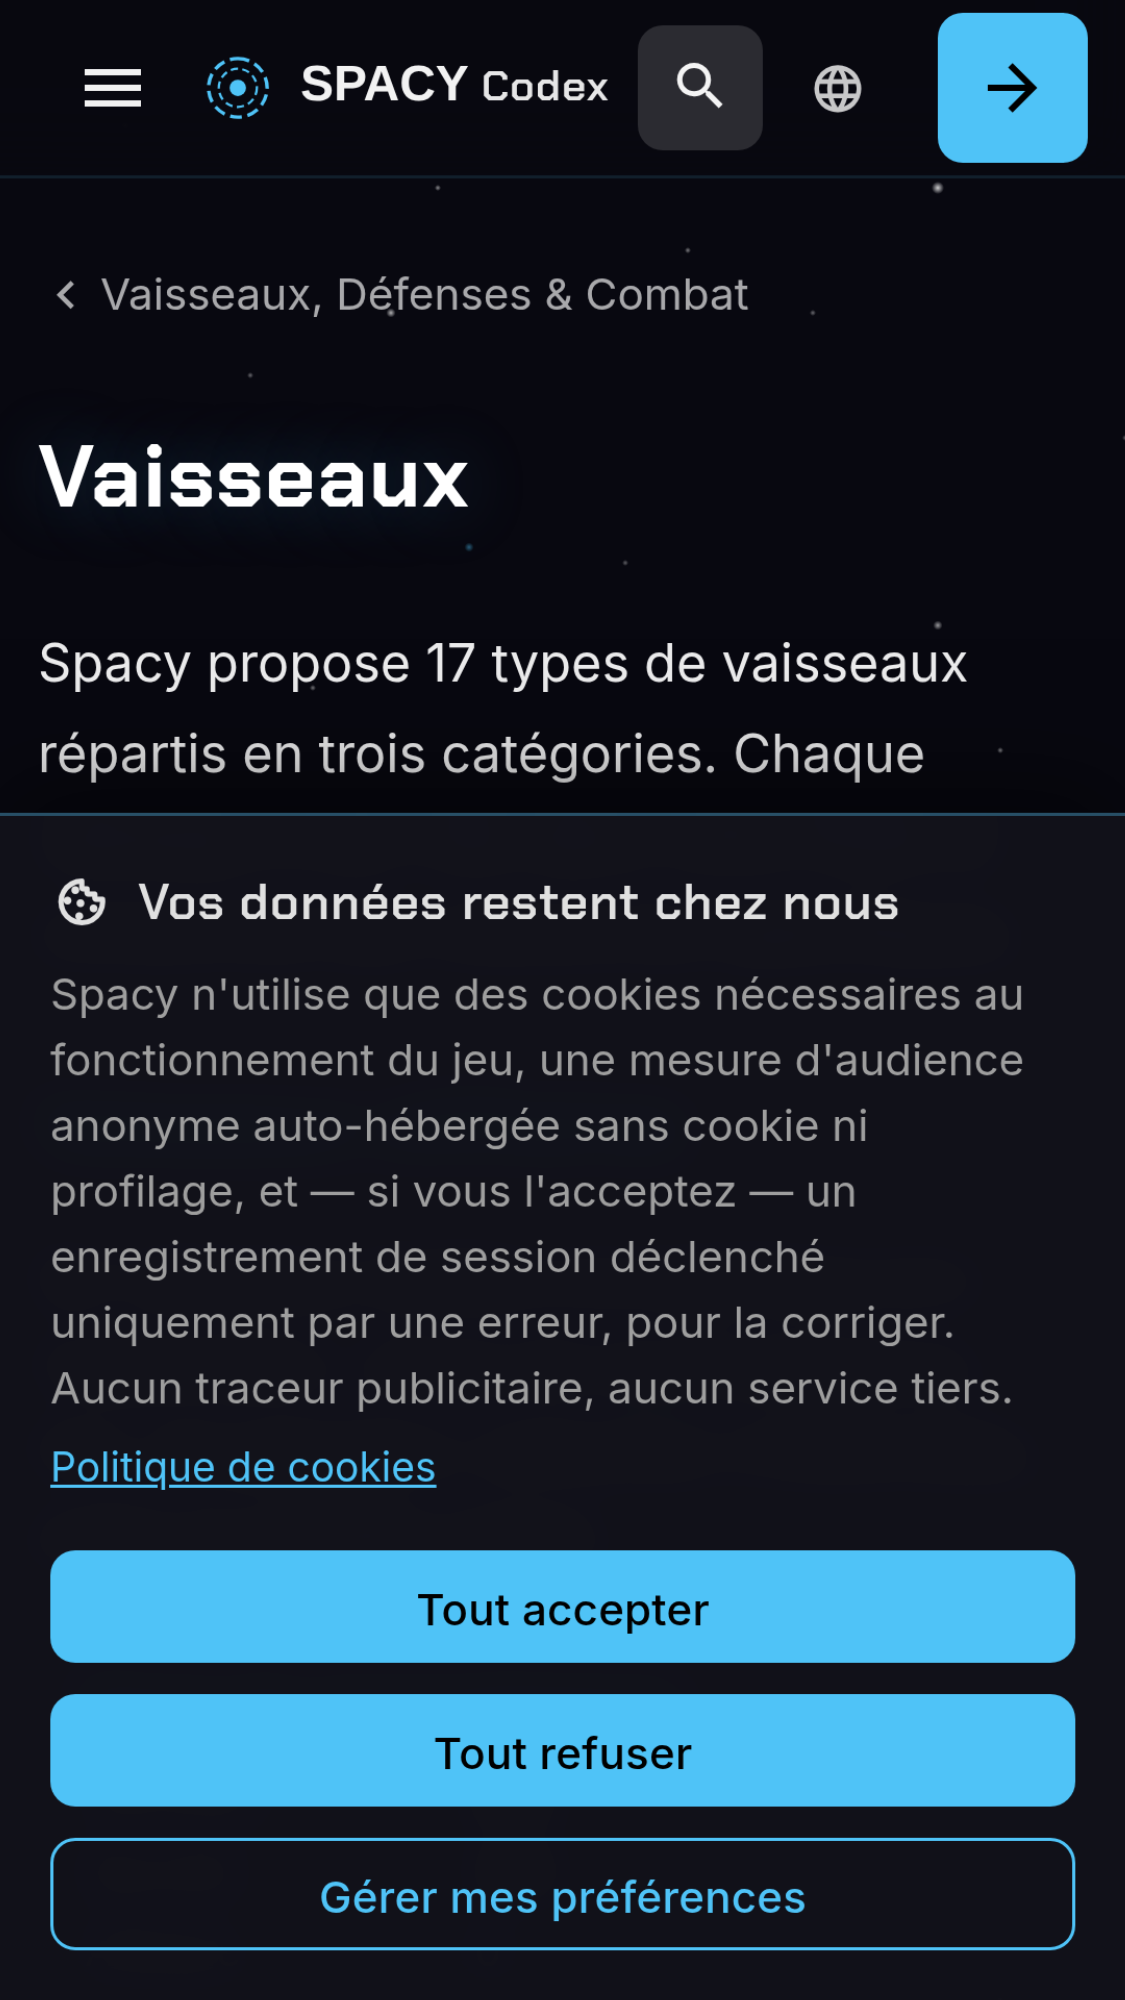 SPACY Codex
Vaisseaux, Défenses & Combat
Vaisseaux
Spacy propose 17 types de vaisseaux
répartis en trois catégories. Chaque
Vos données restent chez nous
Spacy n'utilise que des cookies nécessaires au
fonctionnement du jeu, une mesure d'audience
anonyme auto-hébergée sans cookie ni
profilage, et — si vous l'acceptez — un
enregistrement de session déclenché
uniquement par une erreur, pour la corriger.
Aucun traceur publicitaire, aucun service tiers.
Politique de cookies
Tout accepter
Tout refuser
Gérer mes préférences